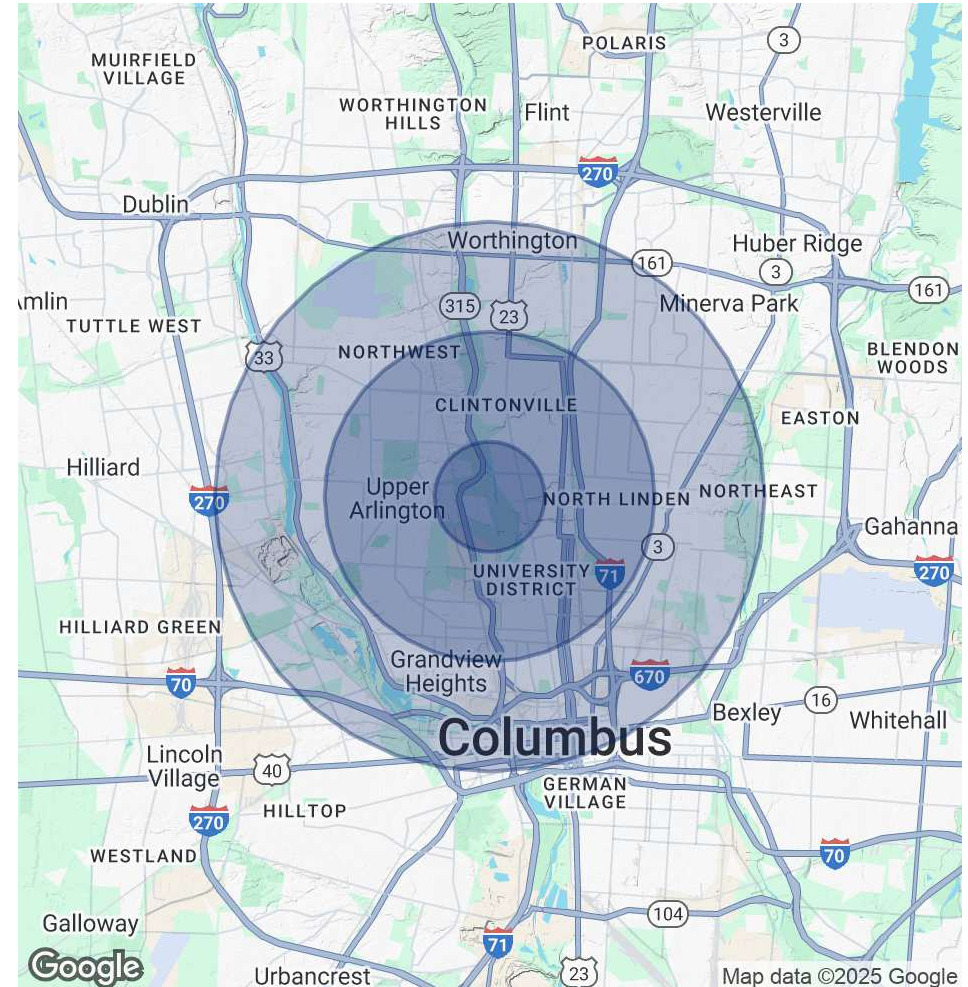 POLARIS
3
MUIRFIELD
VILLAGE
WORTHINGTON
HILLS
Flint
Westerville
270
Dublin
Worthington
Huber Ridge
161
3
161
Minerva Park
315
23
TUTTLE WEST
33
NORTHWEST
BLENDON
WOODS
CLINTONVILLE
EASTON
Hilliard
Upper
Arlington
270
NORTH LINDEN
NORTHEAST
Gahanna
3
270
UNIVERSITY
DISTRICT
71
HILLIARD GREEN
Grandview
Heights
70
670
16
Bexley
Whitehall
Columbus
Lincoln
Village
40
GERMAN
VILLAGE
HILLTOP
270
WESTLAND
70
Galloway
104
71
Google
Urbancrest
23
Map data ©2025 Google